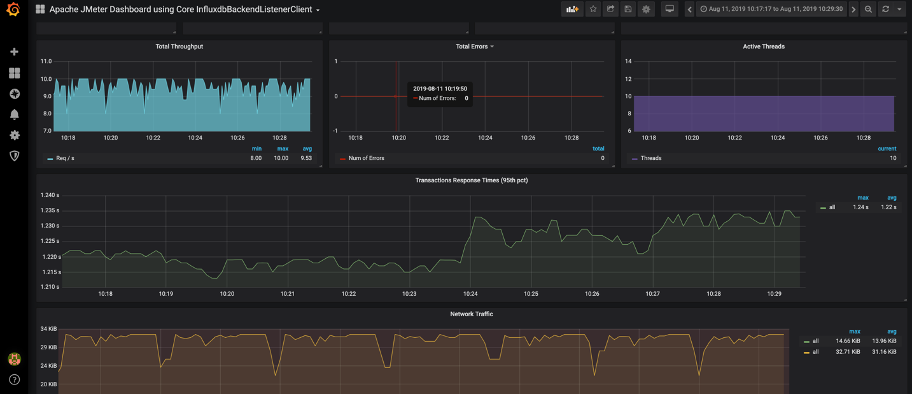 Apache JMeter Dashboard using Core InfluxdbBackendListenerClient
Aug 11, 2019 10:17:17 to Aug 11, 2019 10:29:30
Total Throughput
11.0
10.0
9.0
8.0
7.0
10:18 10:20 10:22 10:24 10:26 10:28
min max avg
Req / s 8.00 10.00 9.53
Total Errors
1
0
-1
2019-08-11 10:19:50
Num of Errors: 0
10:18 10:20 10:22 10:24 10:26 10:28
total
Num of Errors 0
Active Threads
14
12
10
8
6
10:18 10:20 10:22 10:24 10:26 10:28
current
Threads 10
Transactions Response Times (95th pct)
1.240 s
1.235 s
1.230 s
1.225 s
1.220 s
1.215 s
1.210 s
10:18 10:19 10:20 10:21 10:22 10:23 10:24 10:25 10:26 10:27 10:28 10:29
max avg
all 1.24 s 1.22 s
Network Traffic
34 KiB
29 KiB
24 KiB
20 KiB
max avg
all 14.66 KiB 13.96 KiB
all 32.71 KiB 31.16 KiB